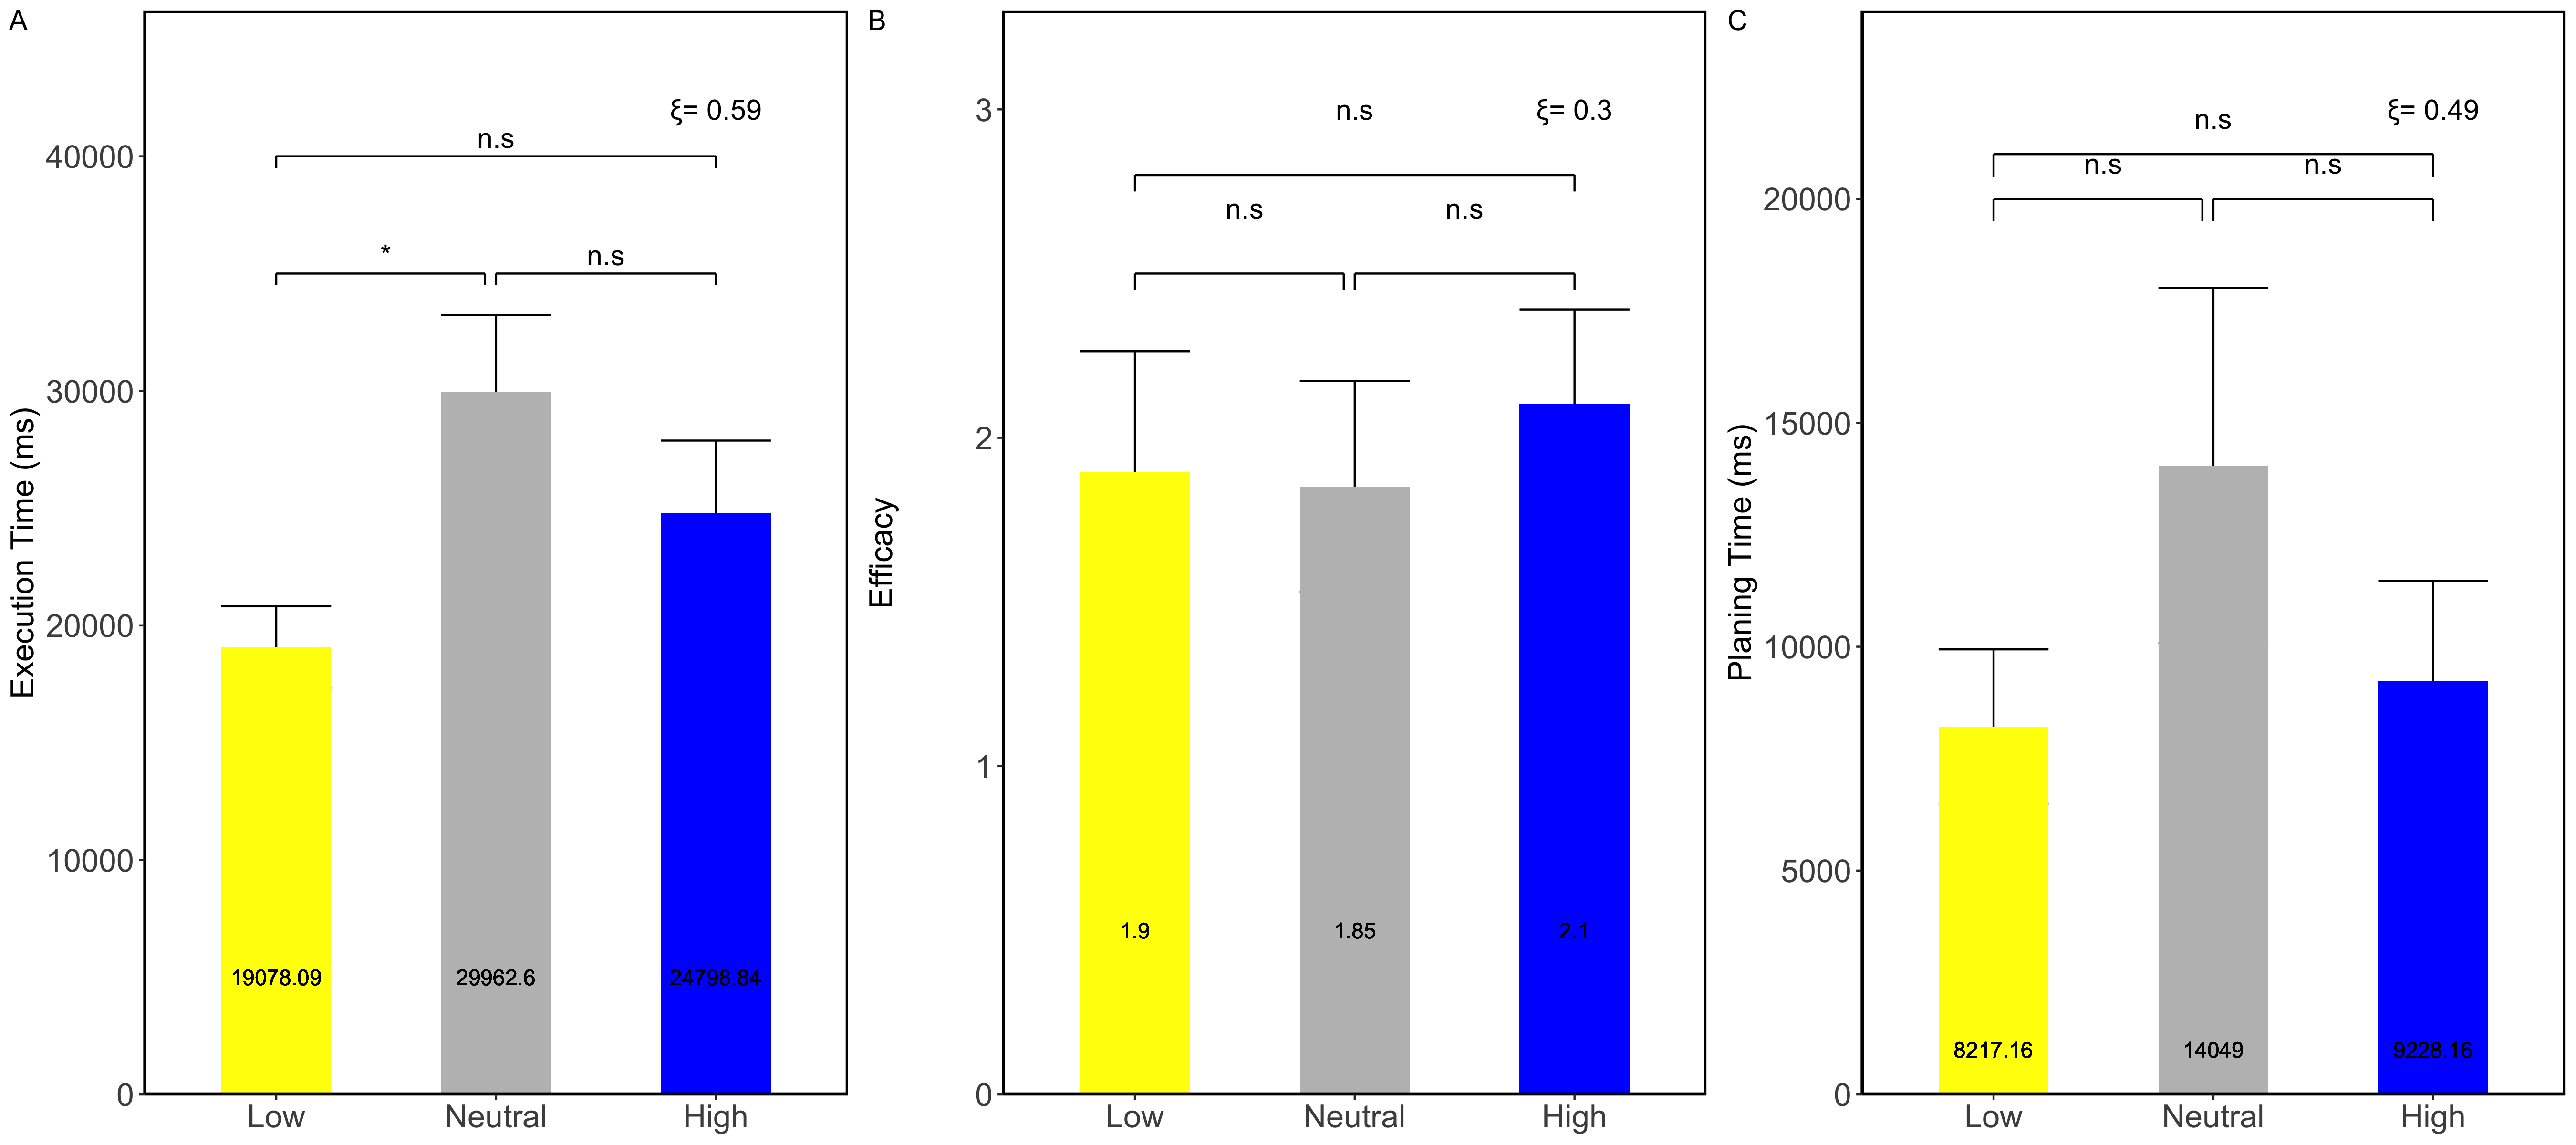 A
Execution Time (ms)
40000
30000
20000
10000
0
ξ= 0.59
n.s
*
n.s
19078.09
29962.6
24798.84
Low
Neutral
High
B
Efficacy
3
2
1
0
n.s
ξ= 0.3
n.s
n.s
1.9
1.85
2.1
Low
Neutral
High
C
Planing Time (ms)
20000
15000
10000
5000
0
ξ= 0.49
n.s
n.s
n.s
8217.16
14049
9228.16
Low
Neutral
High